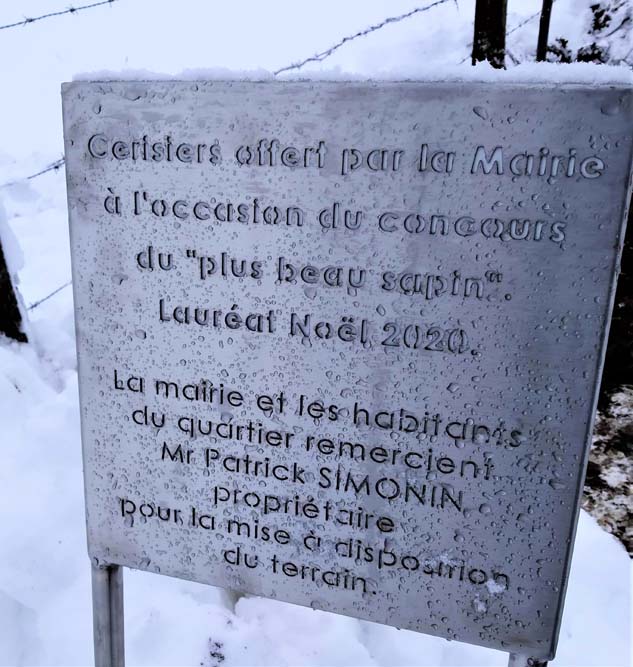 Cerisiers offert par la Mairie
à l'occasion du concours
du "plus beau sapin".
Lauréat Noël 2020.
La mairie et les habitants
du quartier remercient
Mr Patrick SIMONIN
propriétaire
pour la mise à disposition
du terrain.